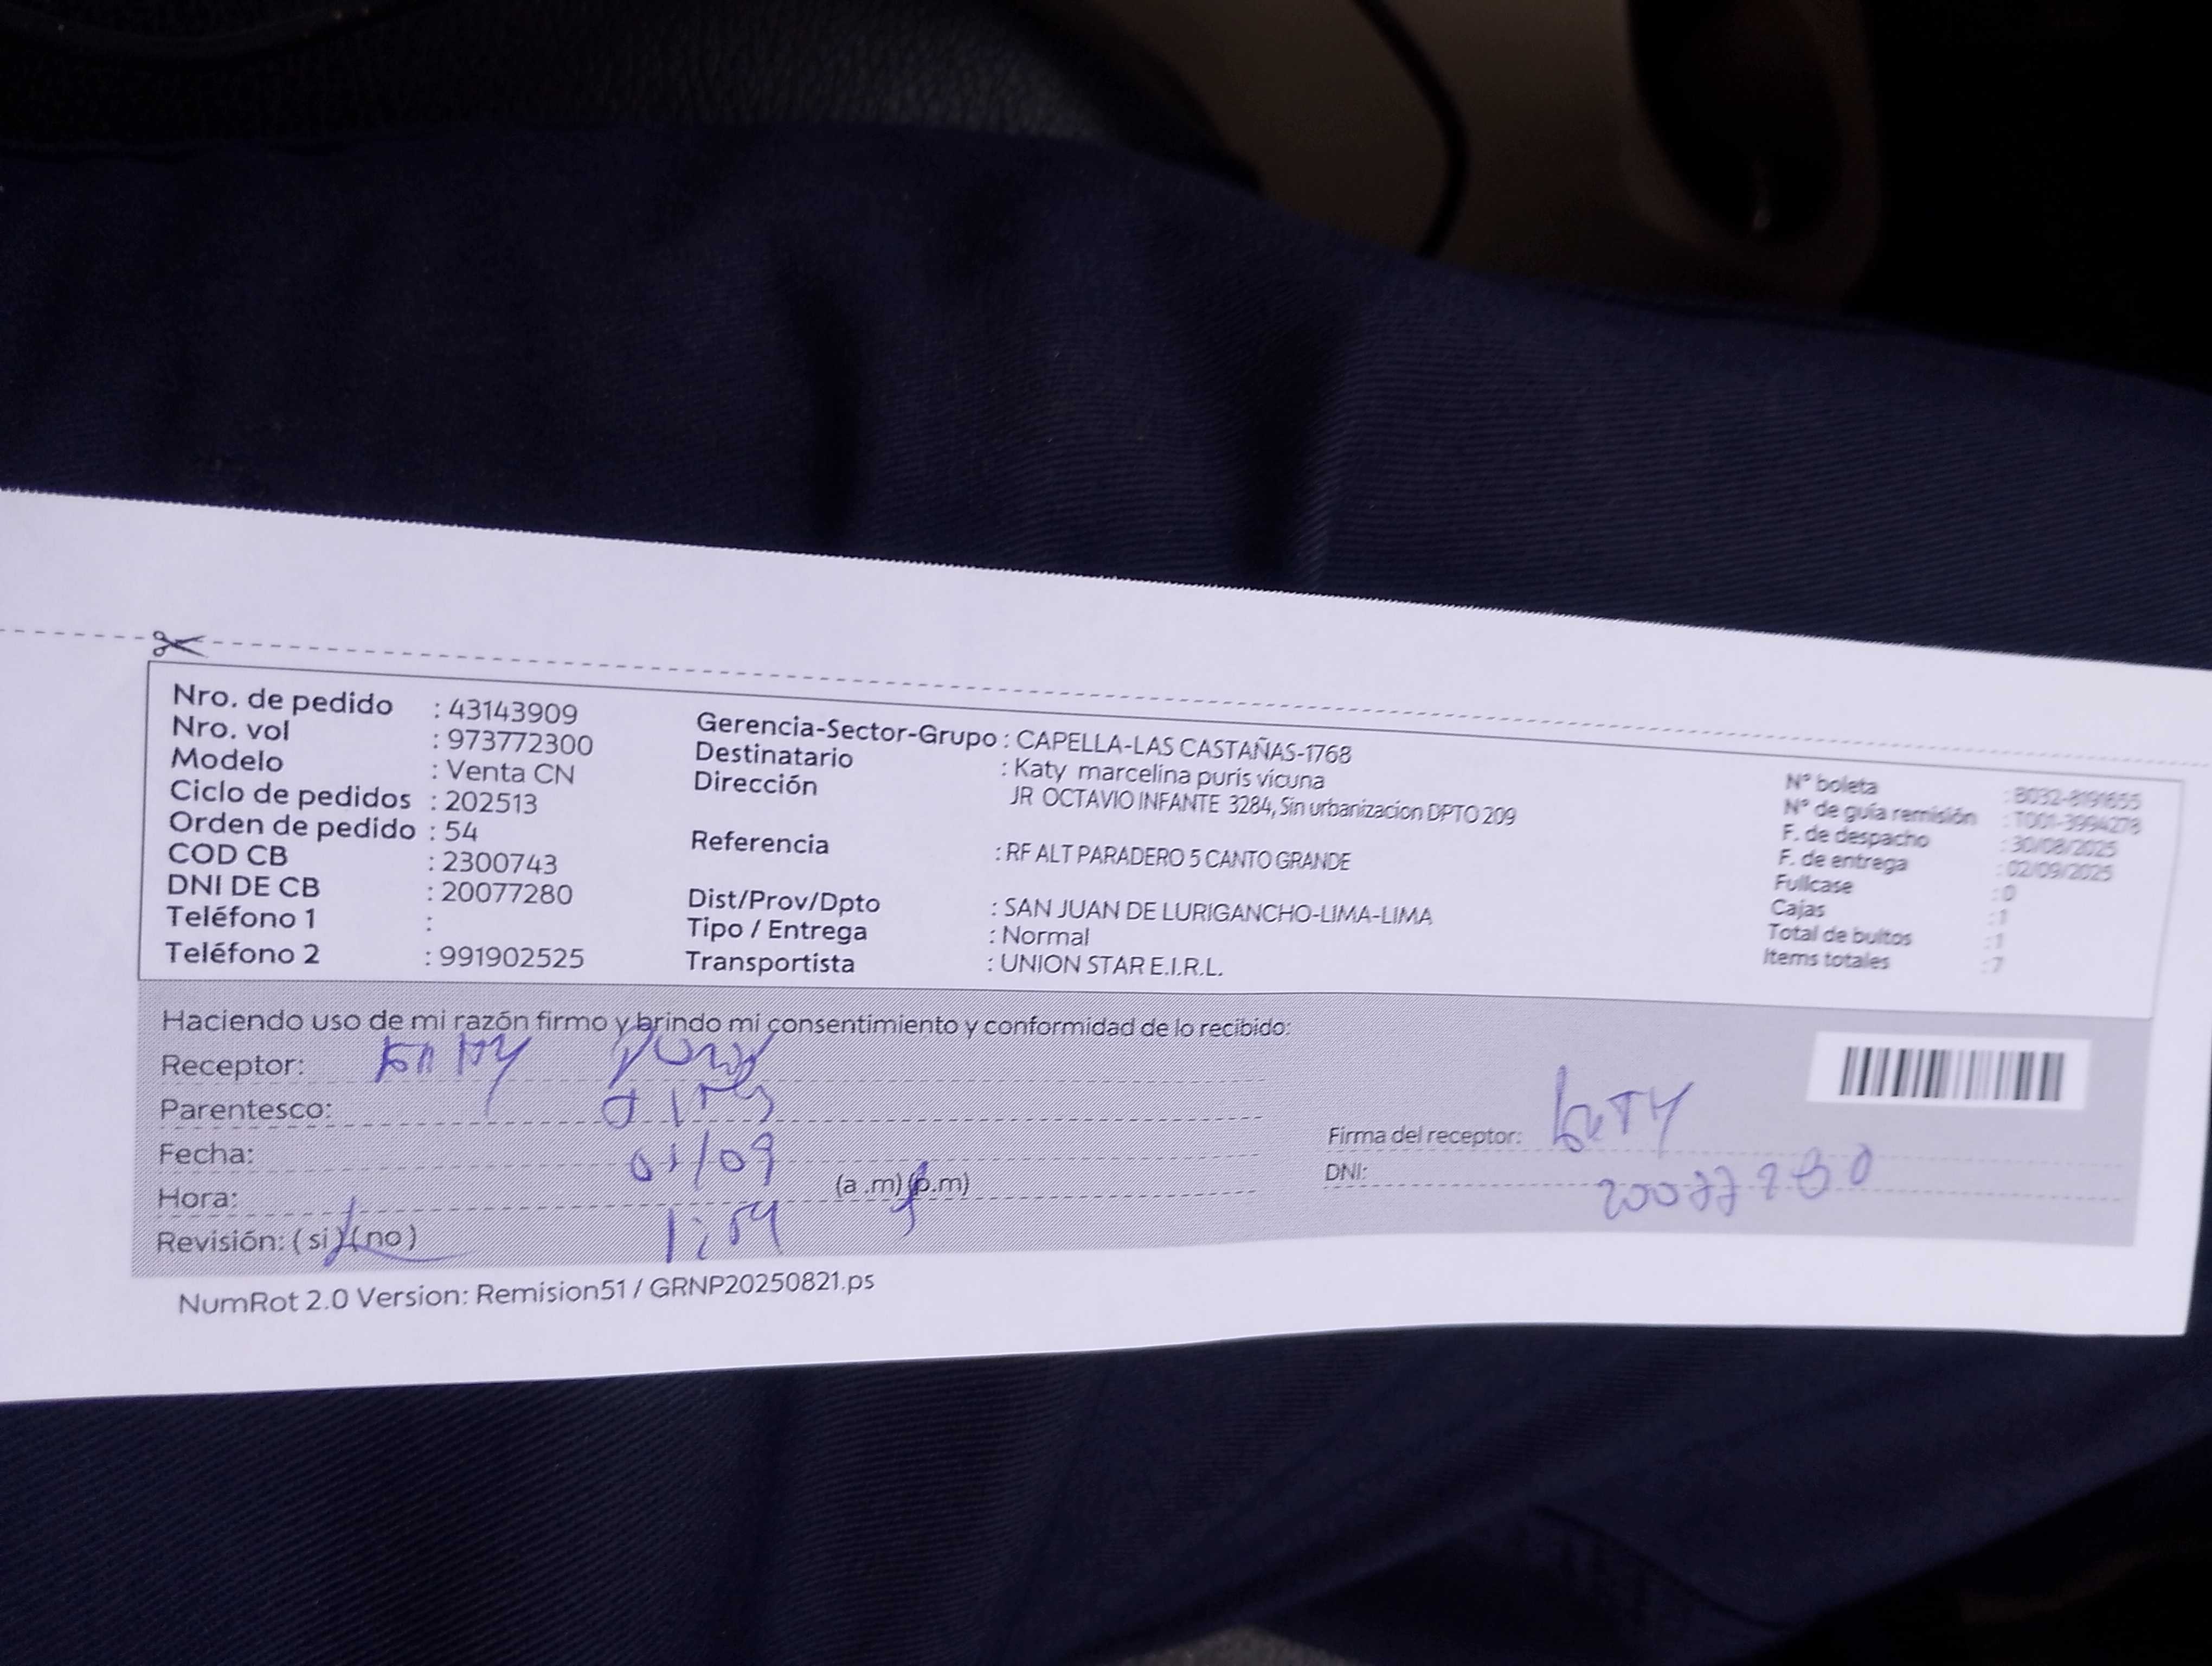 Nro. de pedido : 43143909
Nro. vol : 973772300
Modelo : Venta CN
Ciclo de pedidos : 202513
Orden de pedido : 54
COD CB : 2300743
DNI DE CB : 20077280
Teléfono 1 :
Teléfono 2 : 991902525
Gerencia-Sector-Grupo : CAPELLA-LAS CASTAÑAS-1768
Destinatario : Katy marcelina puris vicuna
Dirección JR OCTAVIO INFANTE 3284, Sin urbanizacion DPTO 209
Referencia : RF ALT PARADERO 5 CANTO GRANDE
Dist/Prov/Dpto : SAN JUAN DE LURIGANCHO-LIMA-LIMA
Tipo / Entrega : Normal
Transportista : UNION STAR E.I.R.L.
N° boleta : B032-8191655
N° de guía remisión : T001-3994278
F. de despacho : 30/08/2025
F. de entrega : 02/09/2025
Fullcase : 0
Cajas : 1
Total de bultos : 1
Items totales : 7
Haciendo uso de mi razón firmo y brindo mi consentimiento y conformidad de lo recibido:
Receptor:
Parentesco:
Fecha: 01/09
Hora: 1:54 (a.m) (p.m)
Revisión: (si) (no)
Firma del receptor: KATY
DNI: 20077280
NumRot 2.0 Version: Remision51 / GRNP20250821.ps